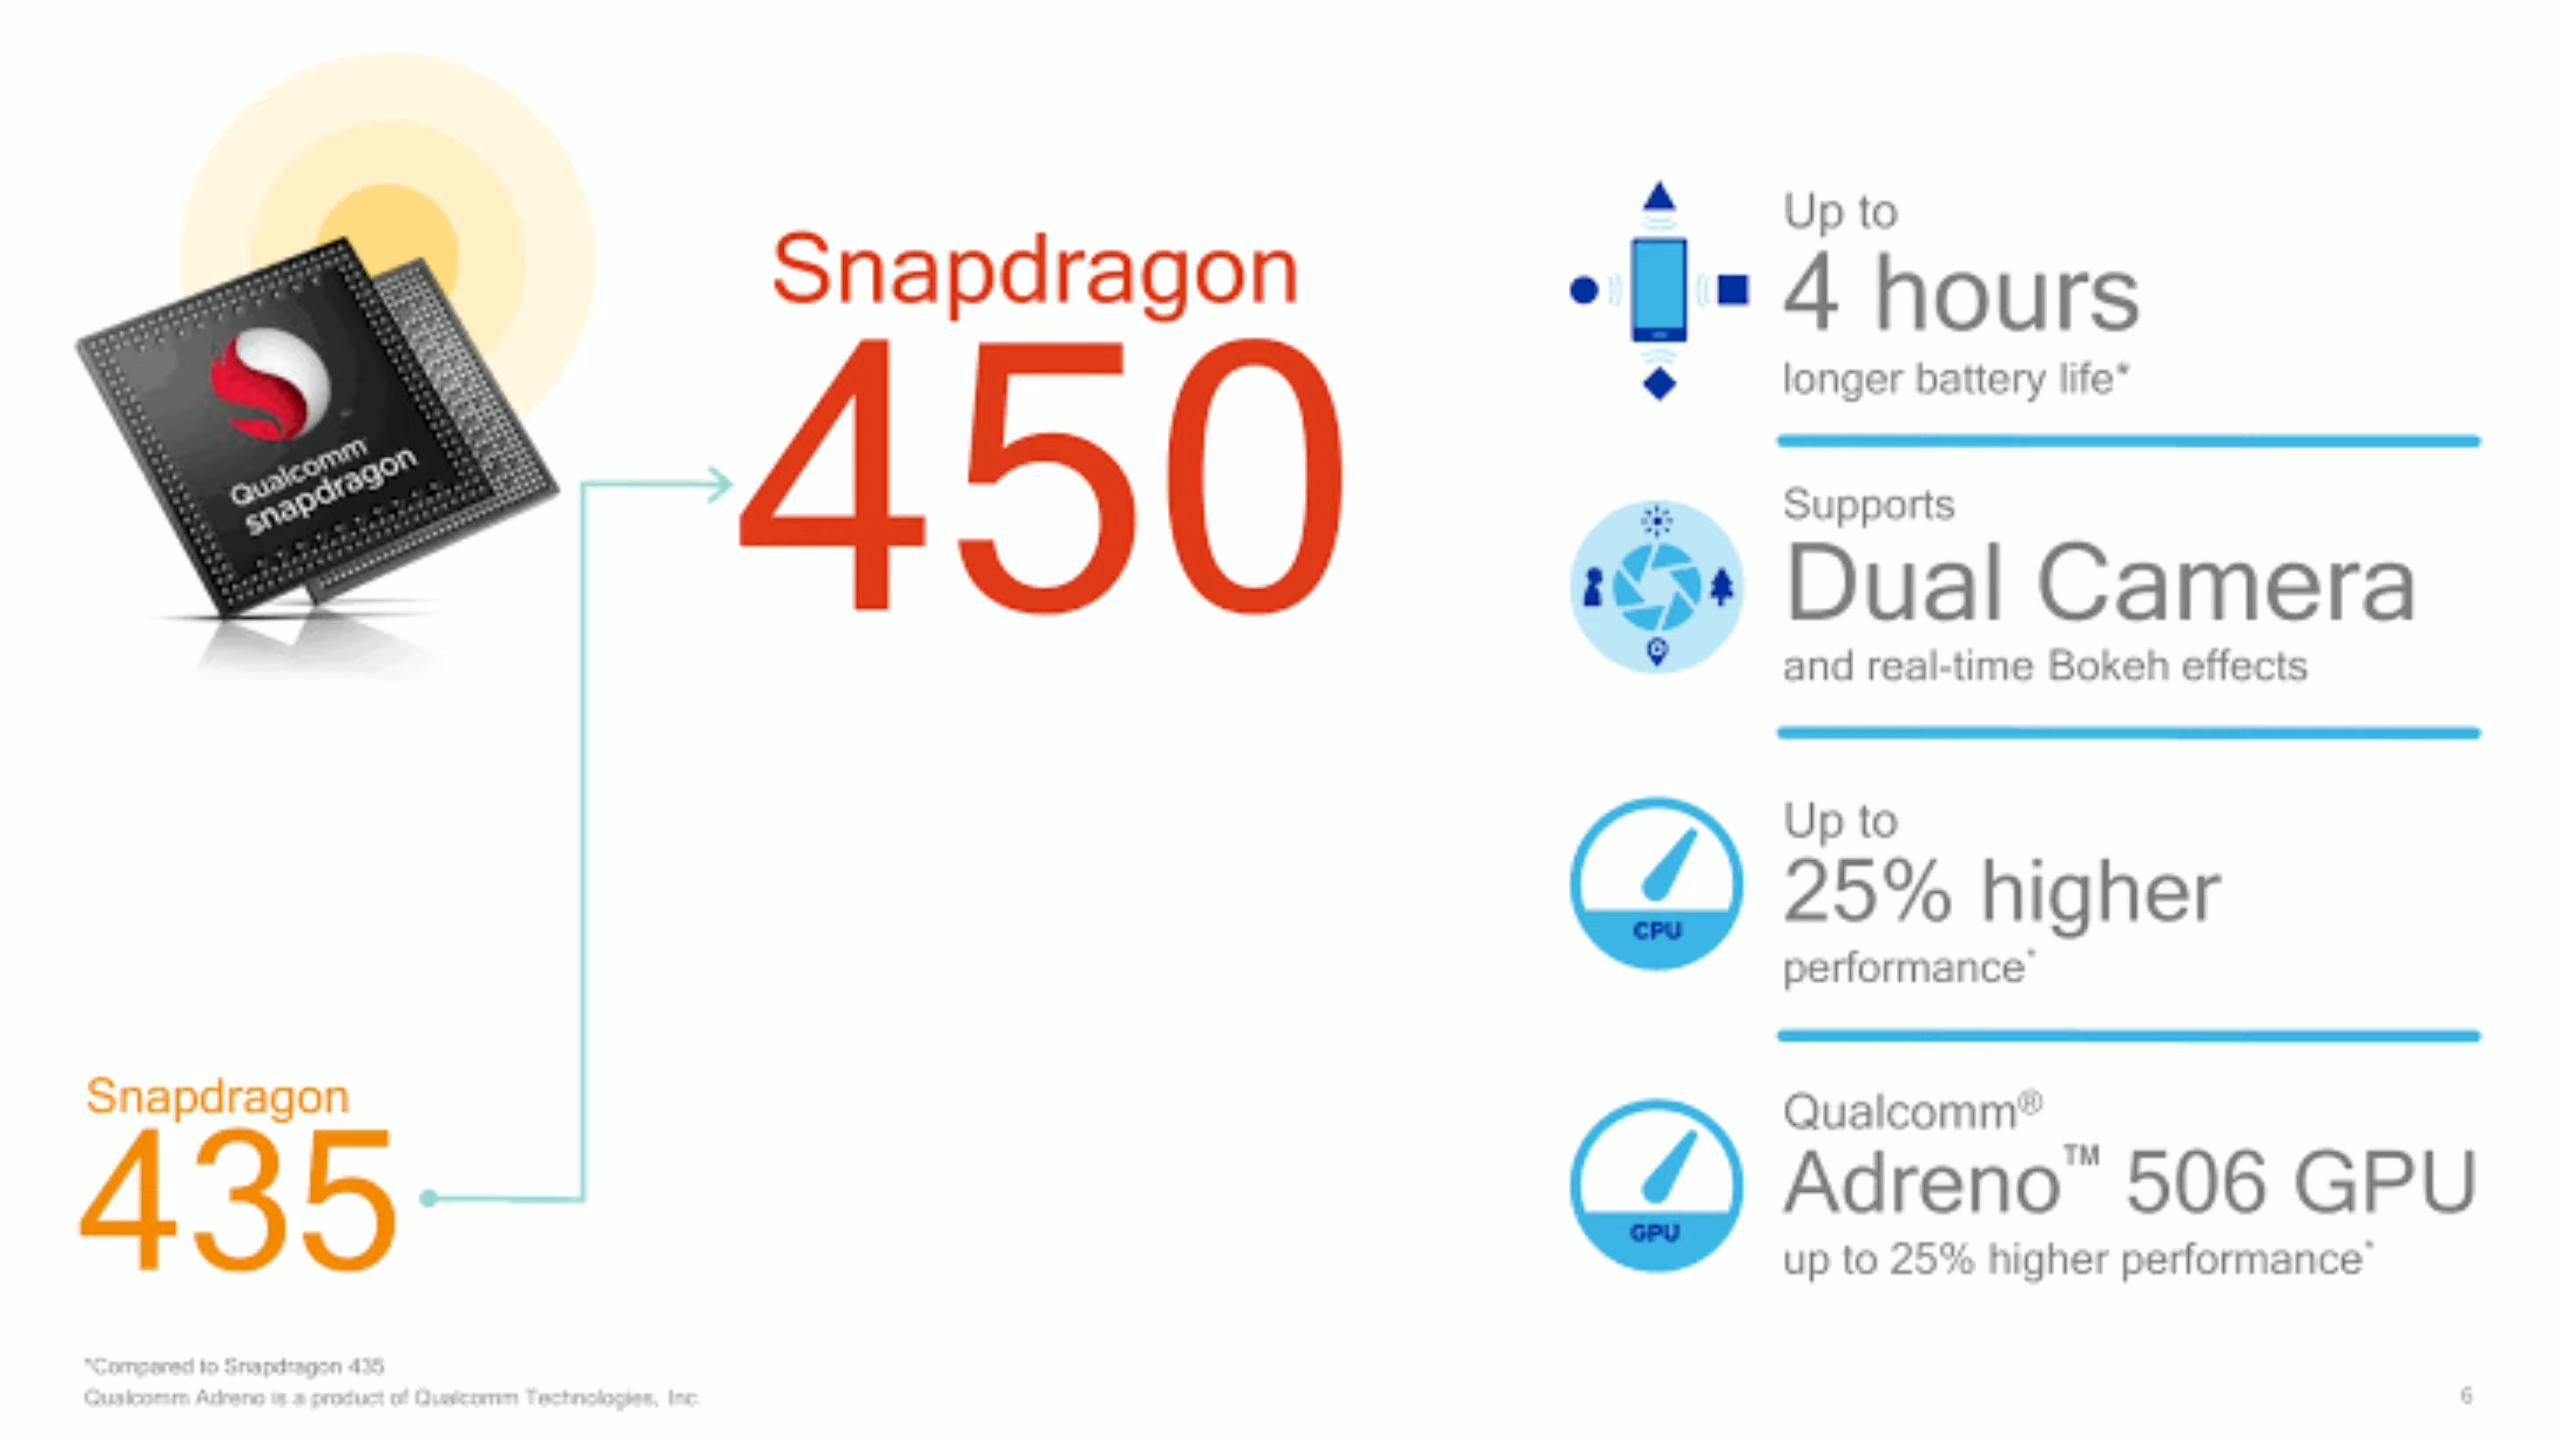 Qualcomm
snapdragon
Snapdragon
450
Snapdragon
435
Up to
4 hours
longer battery life*
Supports
Dual Camera
and real-time Bokeh effects
CPU
Up to
25% higher
performance*
GPU
Qualcomm®
Adreno™ 506 GPU
up to 25% higher performance*
*Compared to Snapdragon 435
Qualcomm Adreno is a product of Qualcomm Technologies, Inc.
6